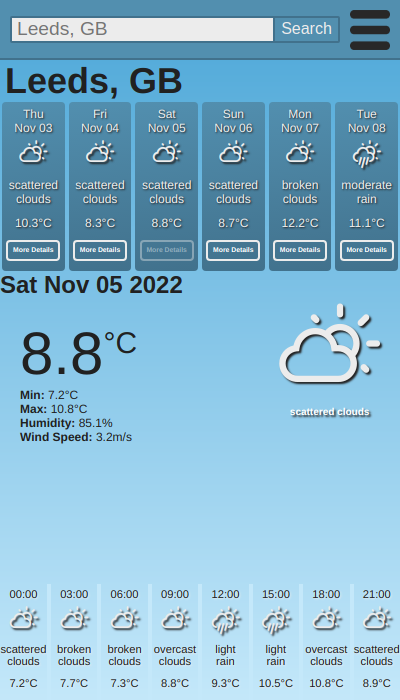 Leeds, GB
Search
Leeds, GB
Thu
Nov 03
scattered
clouds
10.3°C
More Details
Fri
Nov 04
scattered
clouds
8.3°C
More Details
Sat
Nov 05
scattered
clouds
8.8°C
More Details
Sun
Nov 06
scattered
clouds
8.7°C
More Details
Mon
Nov 07
broken
clouds
12.2°C
More Details
Tue
Nov 08
moderate
rain
11.1°C
More Details
Sat Nov 05 2022
8.8°C
Min: 7.2°C
Max: 10.8°C
Humidity: 85.1%
Wind Speed: 3.2m/s
scattered clouds
00:00
scattered
clouds
7.2°C
03:00
broken
clouds
7.7°C
06:00
broken
clouds
7.3°C
09:00
overcast
clouds
8.8°C
12:00
light
rain
9.3°C
15:00
light
rain
10.5°C
18:00
overcast
clouds
10.8°C
21:00
scattered
clouds
8.9°C